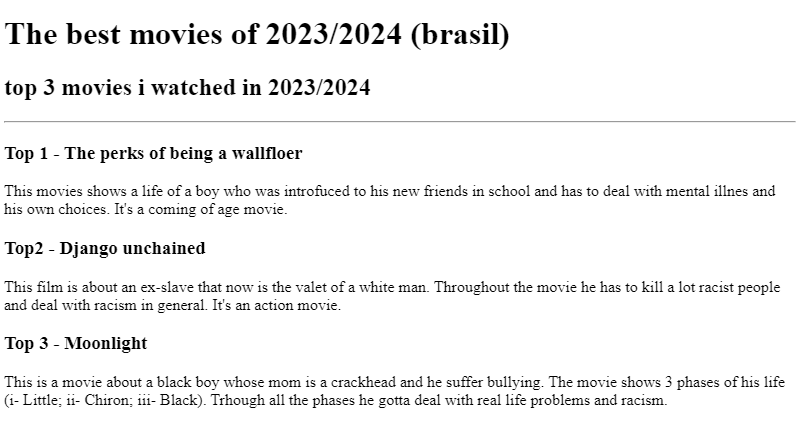 The best movies of 2023/2024 (brasil)
top 3 movies i watched in 2023/2024
Top 1 - The perks of being a wallfloer
This movies shows a life of a boy who was introfuced to his new friends in school and has to deal with mental illnes and
his own choices. It's a coming of age movie.
Top2 - Django unchained
This film is about an ex-slave that now is the valet of a white man. Throughout the movie he has to kill a lot racist people
and deal with racism in general. It's an action movie.
Top 3 - Moonlight
This is a movie about a black boy whose mom is a crackhead and he suffer bullying. The movie shows 3 phases of his life
(i- Little; ii- Chiron; iii- Black). Trhough all the phases he gotta deal with real life problems and racism.